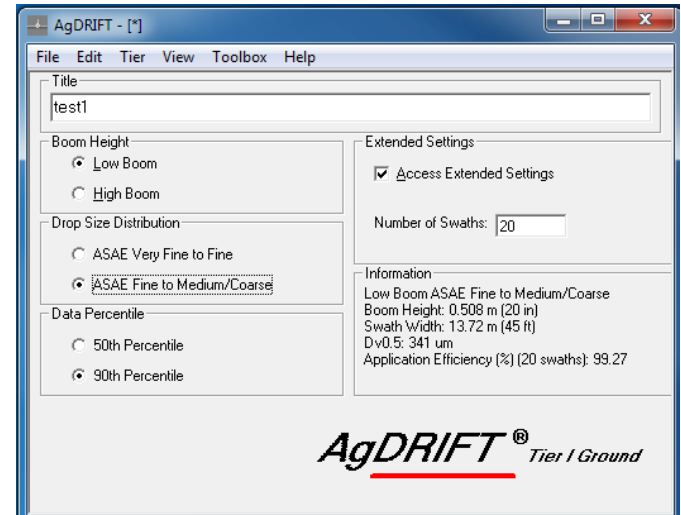 AgDRIFT - [*]
File Edit Tier View Toolbox Help
Title
test1
Boom Height
Low Boom
High Boom
Drop Size Distribution
ASAE Very Fine to Fine
ASAE Fine to Medium/Coarse
Data Percentile
50th Percentile
90th Percentile
Extended Settings
Access Extended Settings
Number of Swaths: 20
Information
Low Boom ASAE Fine to Medium/Coarse
Boom Height: 0.508 m (20 in)
Swath Width: 13.72 m (45 ft)
Dv0.5: 341 um
Application Efficiency (%) (20 swaths): 99.27
AgDRIFT ® Tier I Ground